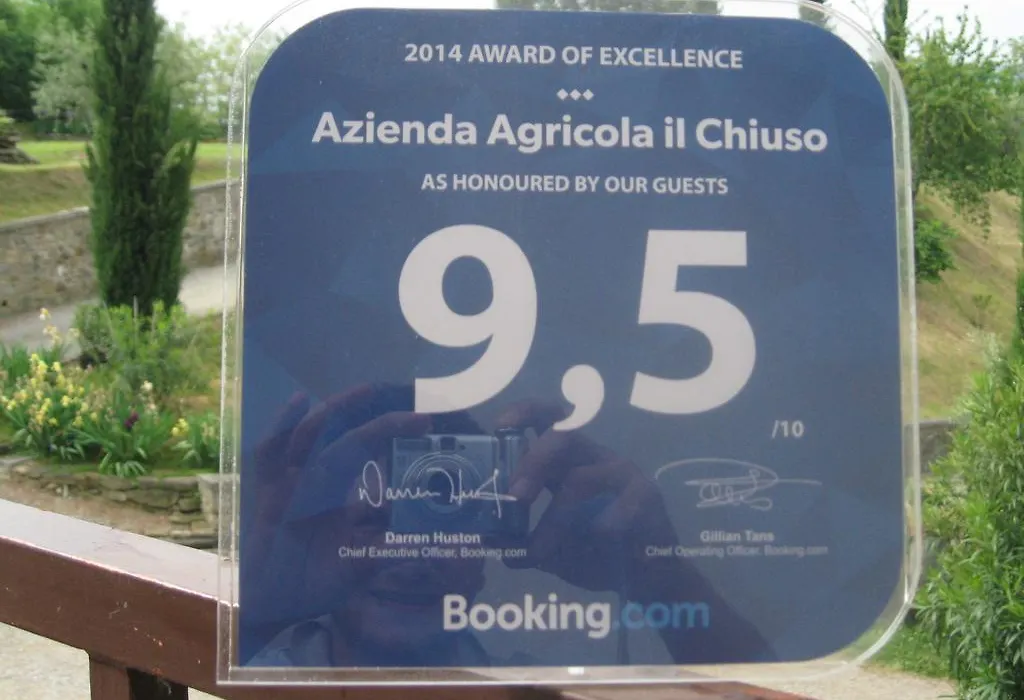 2014 AWARD OF EXCELLENCE
Azienda Agricola il Chiuso
AS HONOURED BY OUR GUESTS
9,5
/10
Darren Huston
Gillian Tans
Chief Executive Officer, Booking.com
Chief Operating Officer, Booking.com
Booking.com